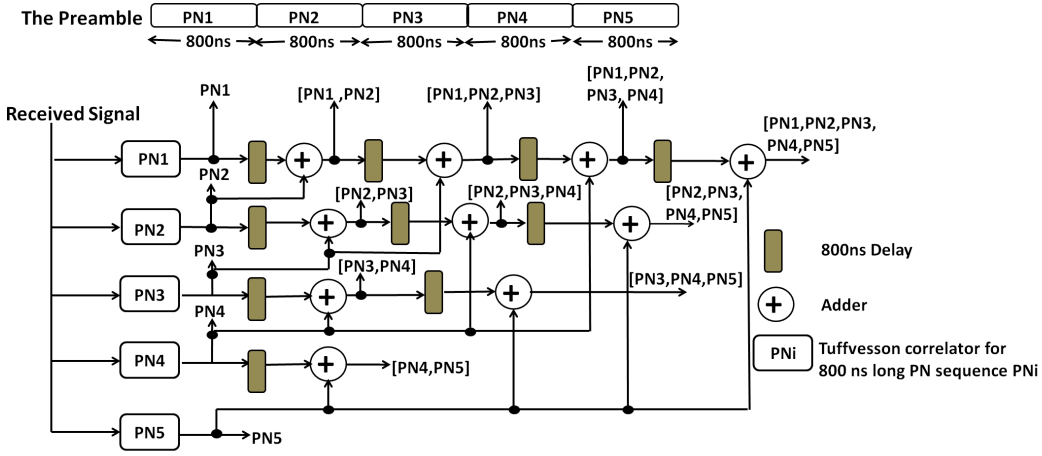 The Preamble
PN1 PN2 PN3 PN4 PN5
800ns 800ns 800ns 800ns 800ns
Received Signal
PN1
[PN1 ,PN2]
[PN1,PN2,PN3]
[PN1,PN2,
PN3, PN4]
[PN1,PN2,PN3,
PN4,PN5]
PN1
PN2
[PN2,PN3]
[PN2,PN3,PN4]
[PN2,PN3,
PN4,PN5]
PN2
PN3
[PN3,PN4]
[PN3,PN4,PN5]
PN3
PN4
PN4
[PN4,PN5]
PN5
PN5
800ns Delay
Adder
PNi
Tuffvesson correlator for
800 ns long PN sequence PNi